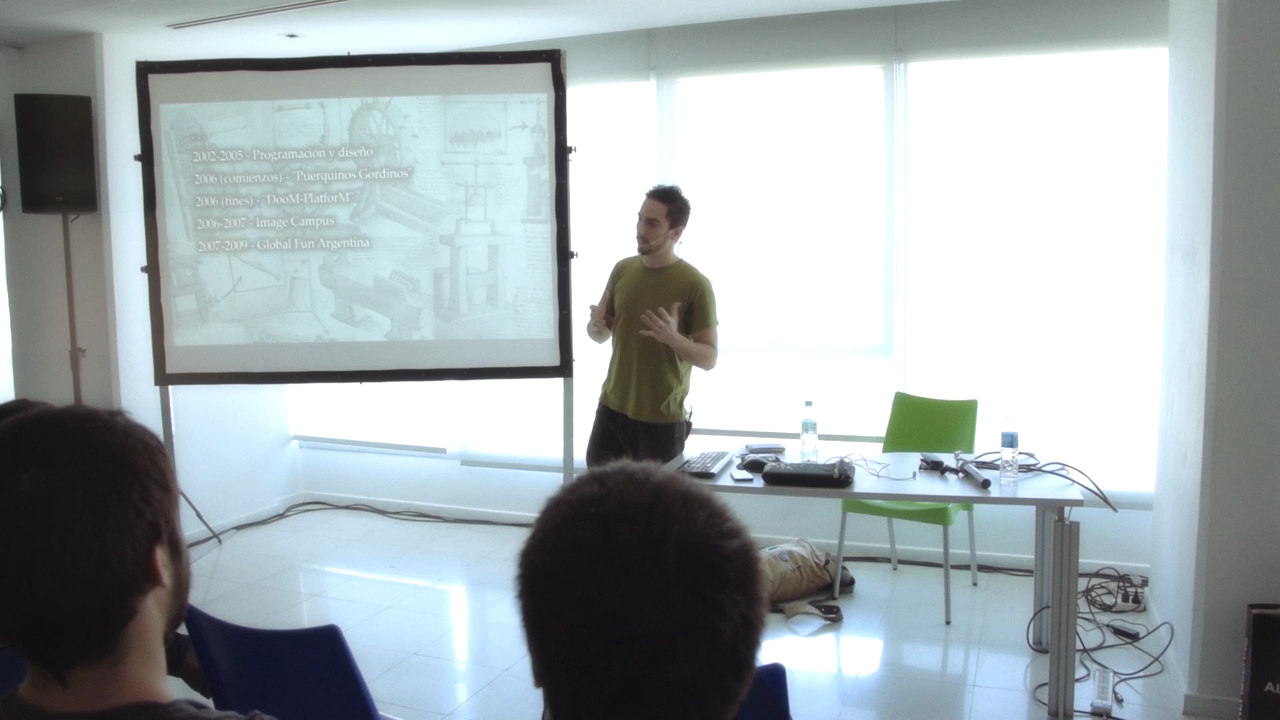 2002-2005 - Programación y diseño
2006 (comienzos) - "Puerquinos Gordinos"
2006 (fines) - "DooM-PlatforM"
2006-2007 - Image Campus
2007-2009 - Global Fun Argentina